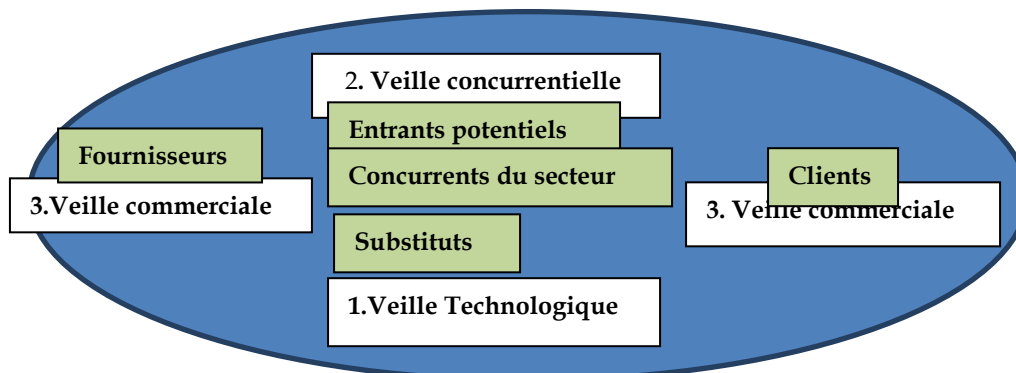 2. Veille concurrentielle
Entrants potentiels
Fournisseurs
Concurrents du secteur
Clients
3.Veille commerciale
3. Veille commerciale
Substituts
1.Veille Technologique